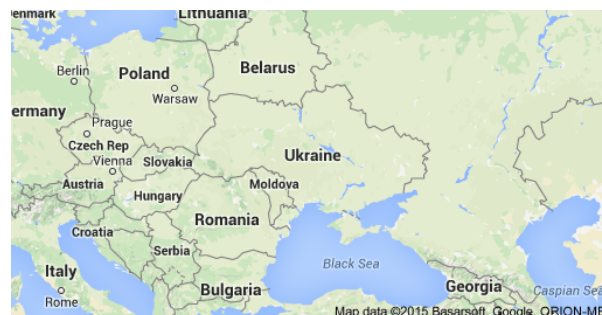 enmark
Lithuania
Berlin
Poland
Belarus
Warsaw
ermany
Prague
Czech Rep
Vienna
Slovakia
Ukraine
Austria
Moldova
Hungary
Romania
Croatia
Serbia
Black Sea
Italy
Rome
Bulgaria
Georgia
Caspian Se
Map data ©2015 Basarsoft, Google, ORION-ME